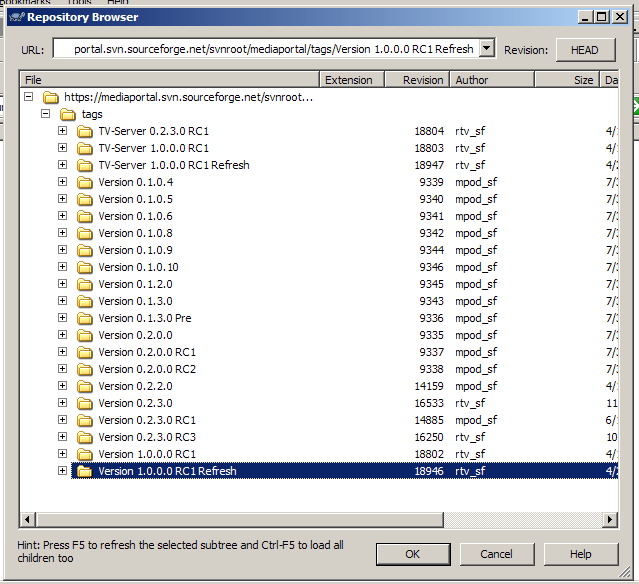 Bookmarks Tools Help
Repository Browser
URL: portal.svn.sourceforge.net/svnroot/mediaportal/tags/Version 1.0.0.0 RC1 Refresh Revision: HEAD
File Extension Revision Author Size Da
https://mediaportal.svn.sourceforge.net/svnroot...
tags
TV-Server 0.2.3.0 RC1 18804 rtv_sf 4/
TV-Server 1.0.0.0 RC1 18803 rtv_sf 4/
TV-Server 1.0.0.0 RC1 Refresh 18947 rtv_sf 4/
Version 0.1.0.4 9339 mpod_sf 7/
Version 0.1.0.5 9340 mpod_sf 7/
Version 0.1.0.6 9341 mpod_sf 7/
Version 0.1.0.8 9342 mpod_sf 7/
Version 0.1.0.9 9344 mpod_sf 7/
Version 0.1.0.10 9346 mpod_sf 7/
Version 0.1.2.0 9345 mpod_sf 7/
Version 0.1.3.0 9343 mpod_sf 7/
Version 0.1.3.0 Pre 9336 mpod_sf 7/
Version 0.2.0.0 9335 mpod_sf 7/
Version 0.2.0.0 RC1 9337 mpod_sf 7/
Version 0.2.0.0 RC2 9338 mpod_sf 7/
Version 0.2.2.0 14159 mpod_sf 4/
Version 0.2.3.0 16533 rtv_sf 11
Version 0.2.3.0 RC1 14885 mpod_sf 6/
Version 0.2.3.0 RC3 16250 rtv_sf 10
Version 1.0.0.0 RC1 18802 rtv_sf 4/
Version 1.0.0.0 RC1 Refresh 18946 rtv_sf 4/
Hint: Press F5 to refresh the selected subtree and Ctrl-F5 to load all
children too
OK Cancel Help